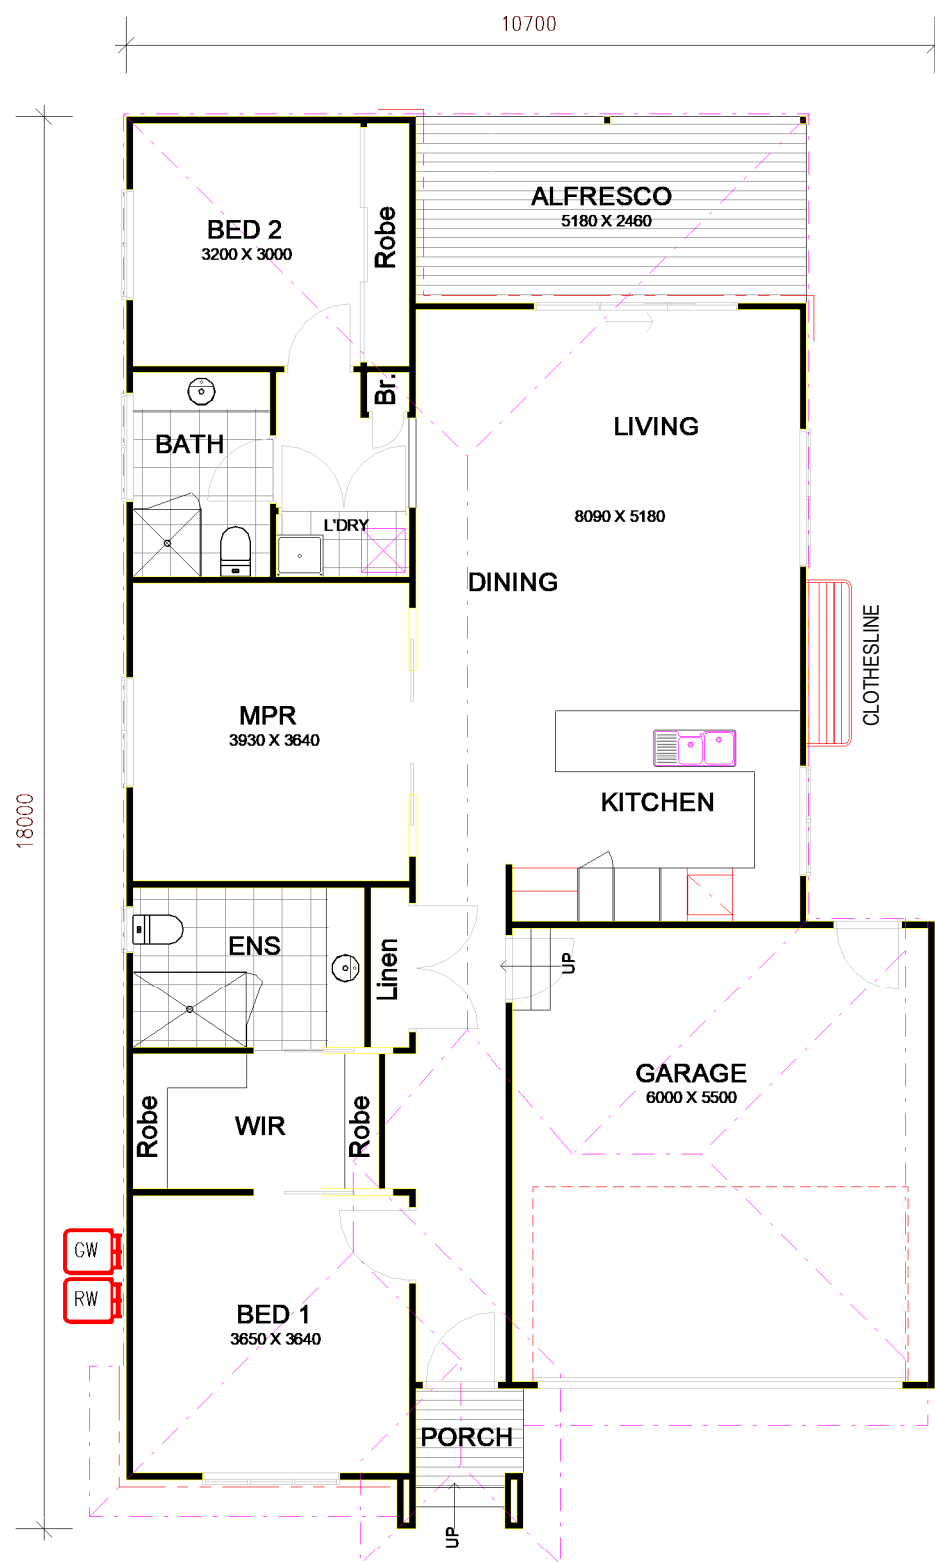 10700
ALFRESCO
5180 X 2460
BED 2
3200 X 3000
Robe
Br.
LIVING
BATH
8090 X 5180
L'DRY
DINING
CLOTHESLINE
MPR
3930 X 3640
18000
KITCHEN
ENS
Linen
UP
GARAGE
6000 X 5500
Robe
WIR
Robe
GW
RW
BED 1
3650 X 3640
PORCH
UP